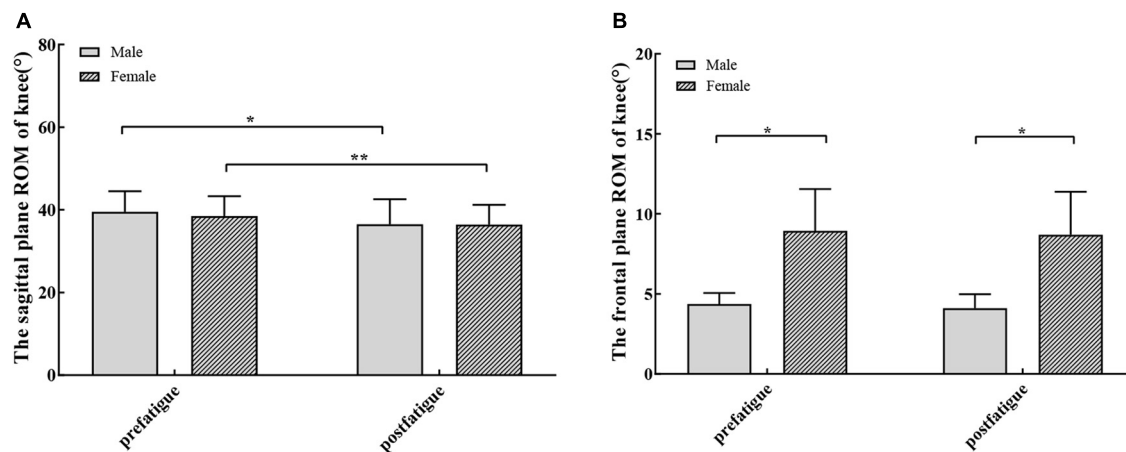 A
The sagittal plane ROM of knee(°)
80
60
40
20
0
Male
Female
*
**
prefatigue
postfatigue
B
The frontal plane ROM of knee(°)
20
15
10
5
0
Male
Female
*
*
prefatigue
postfatigue